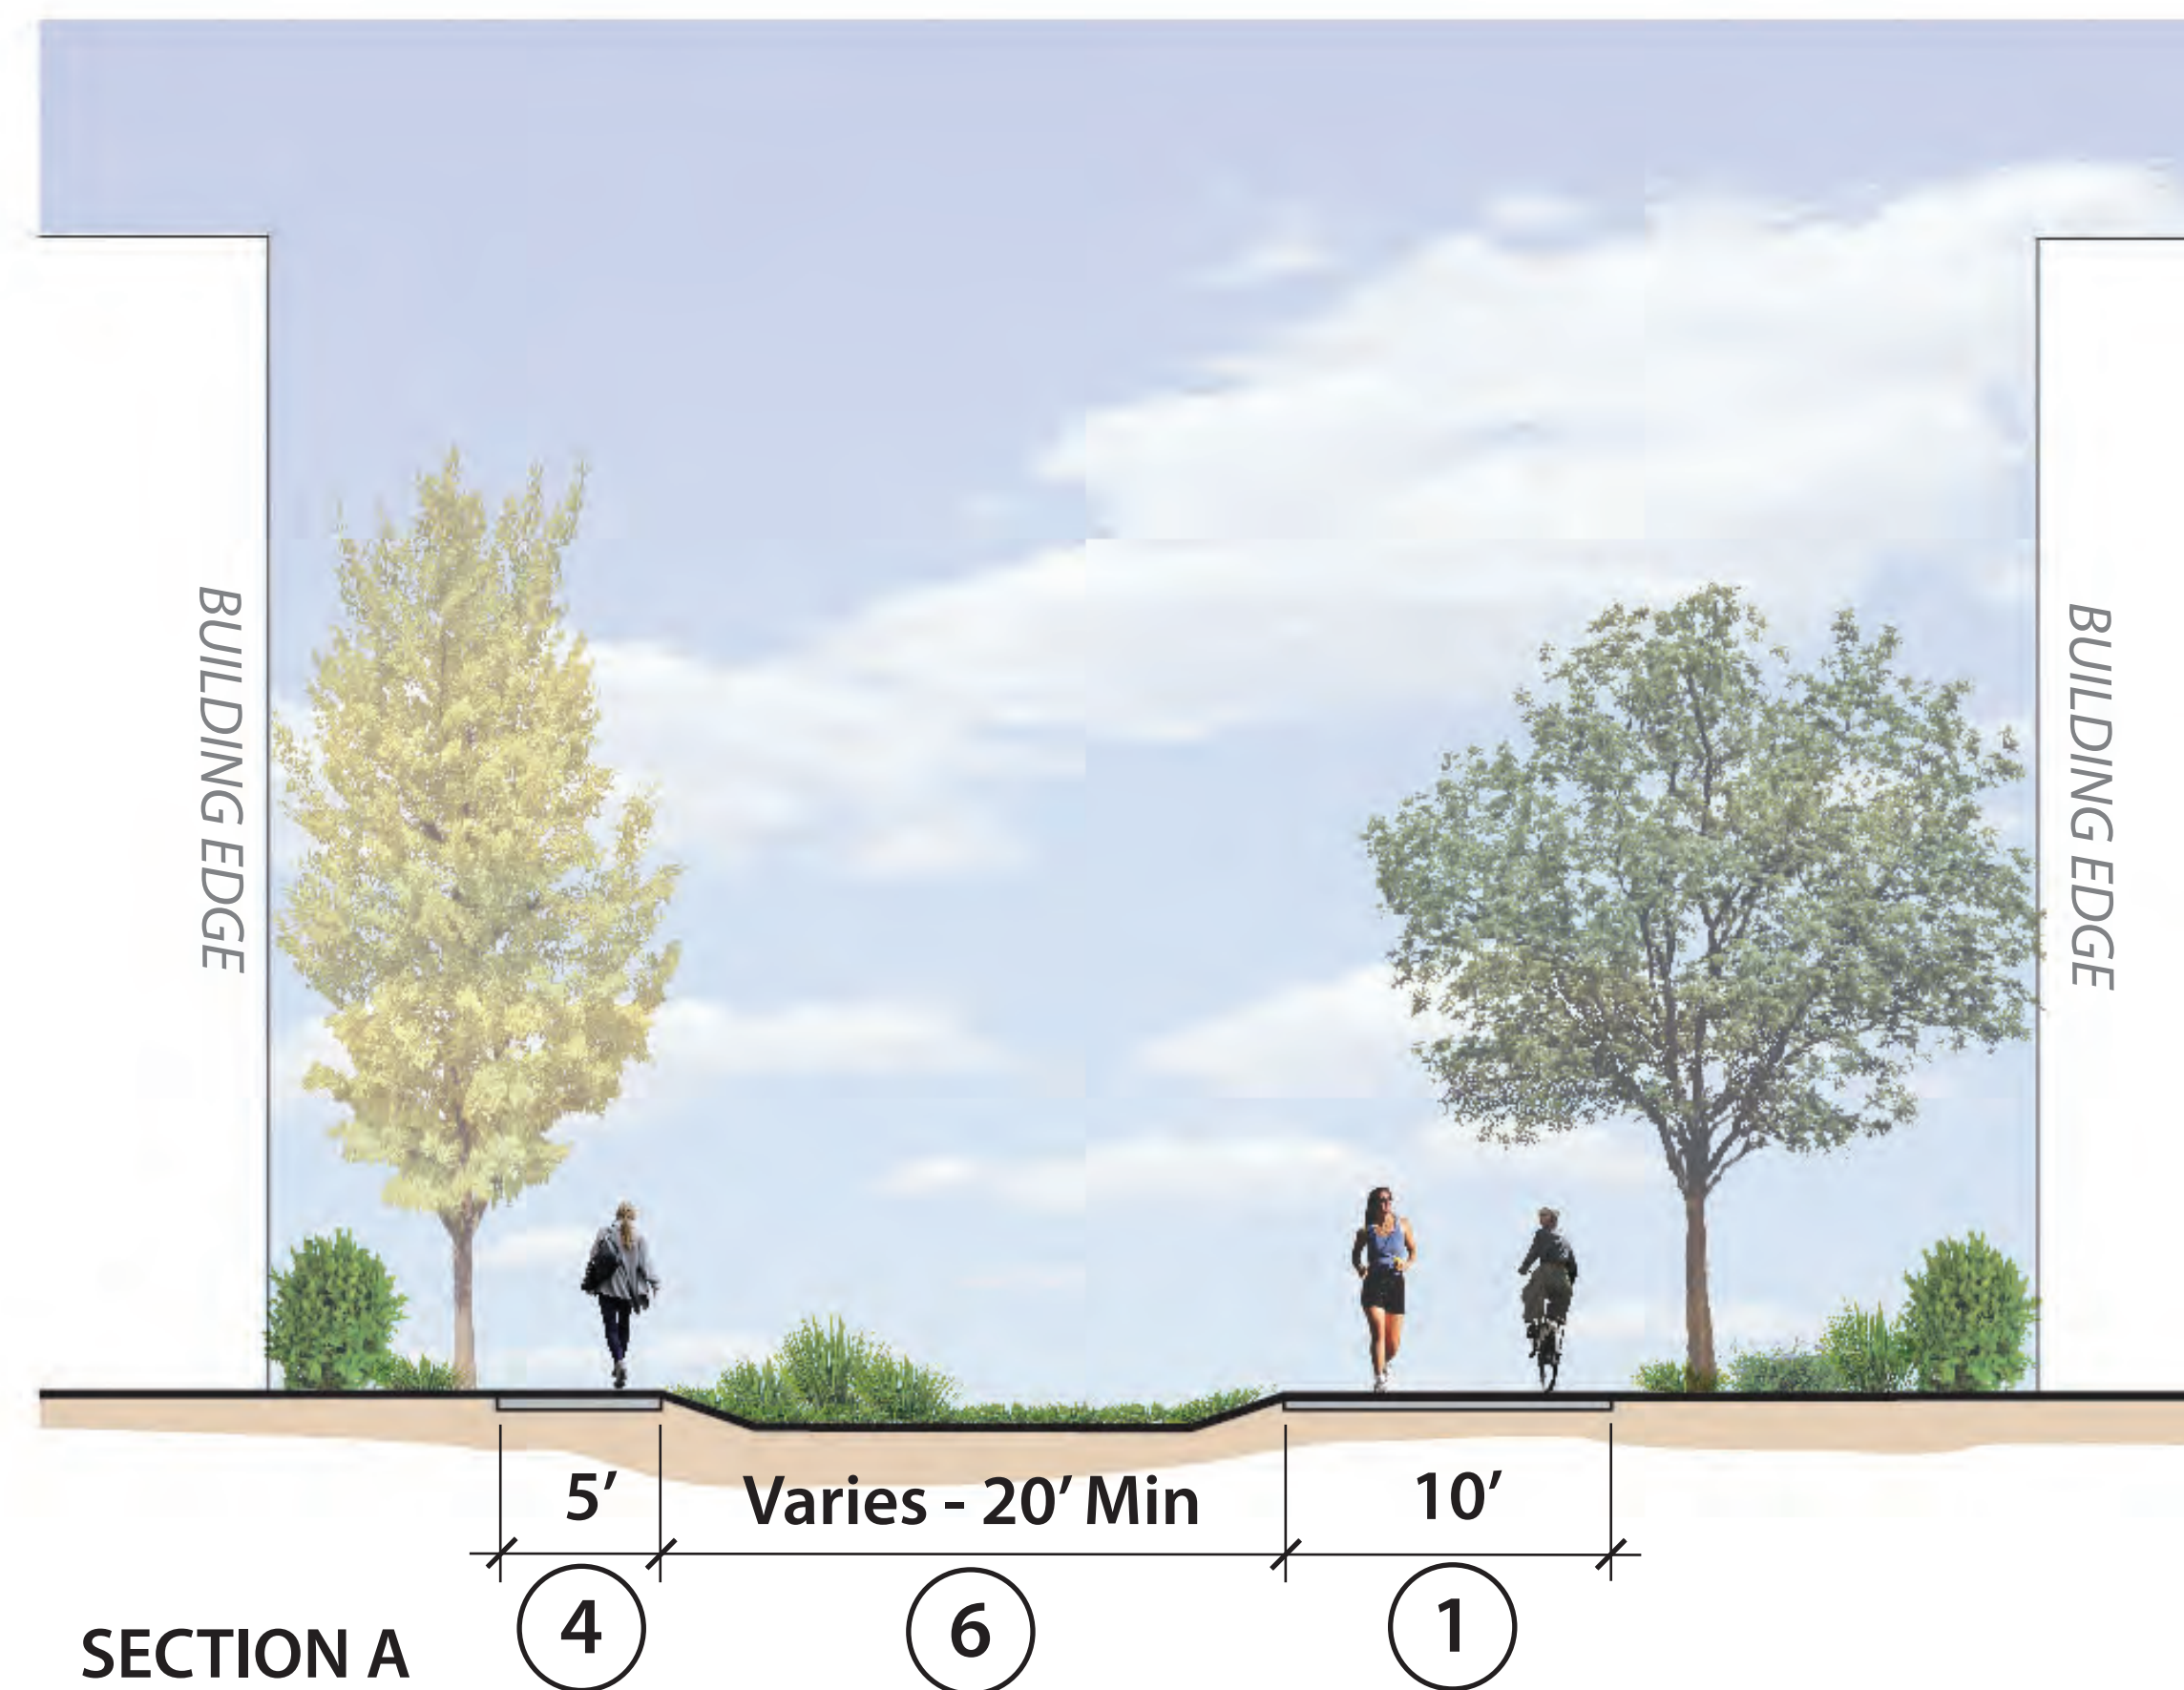 BUILDING EDGE
BUILDING EDGE
5’
Varies - 20’ Min
10’
4
6
1
SECTION A